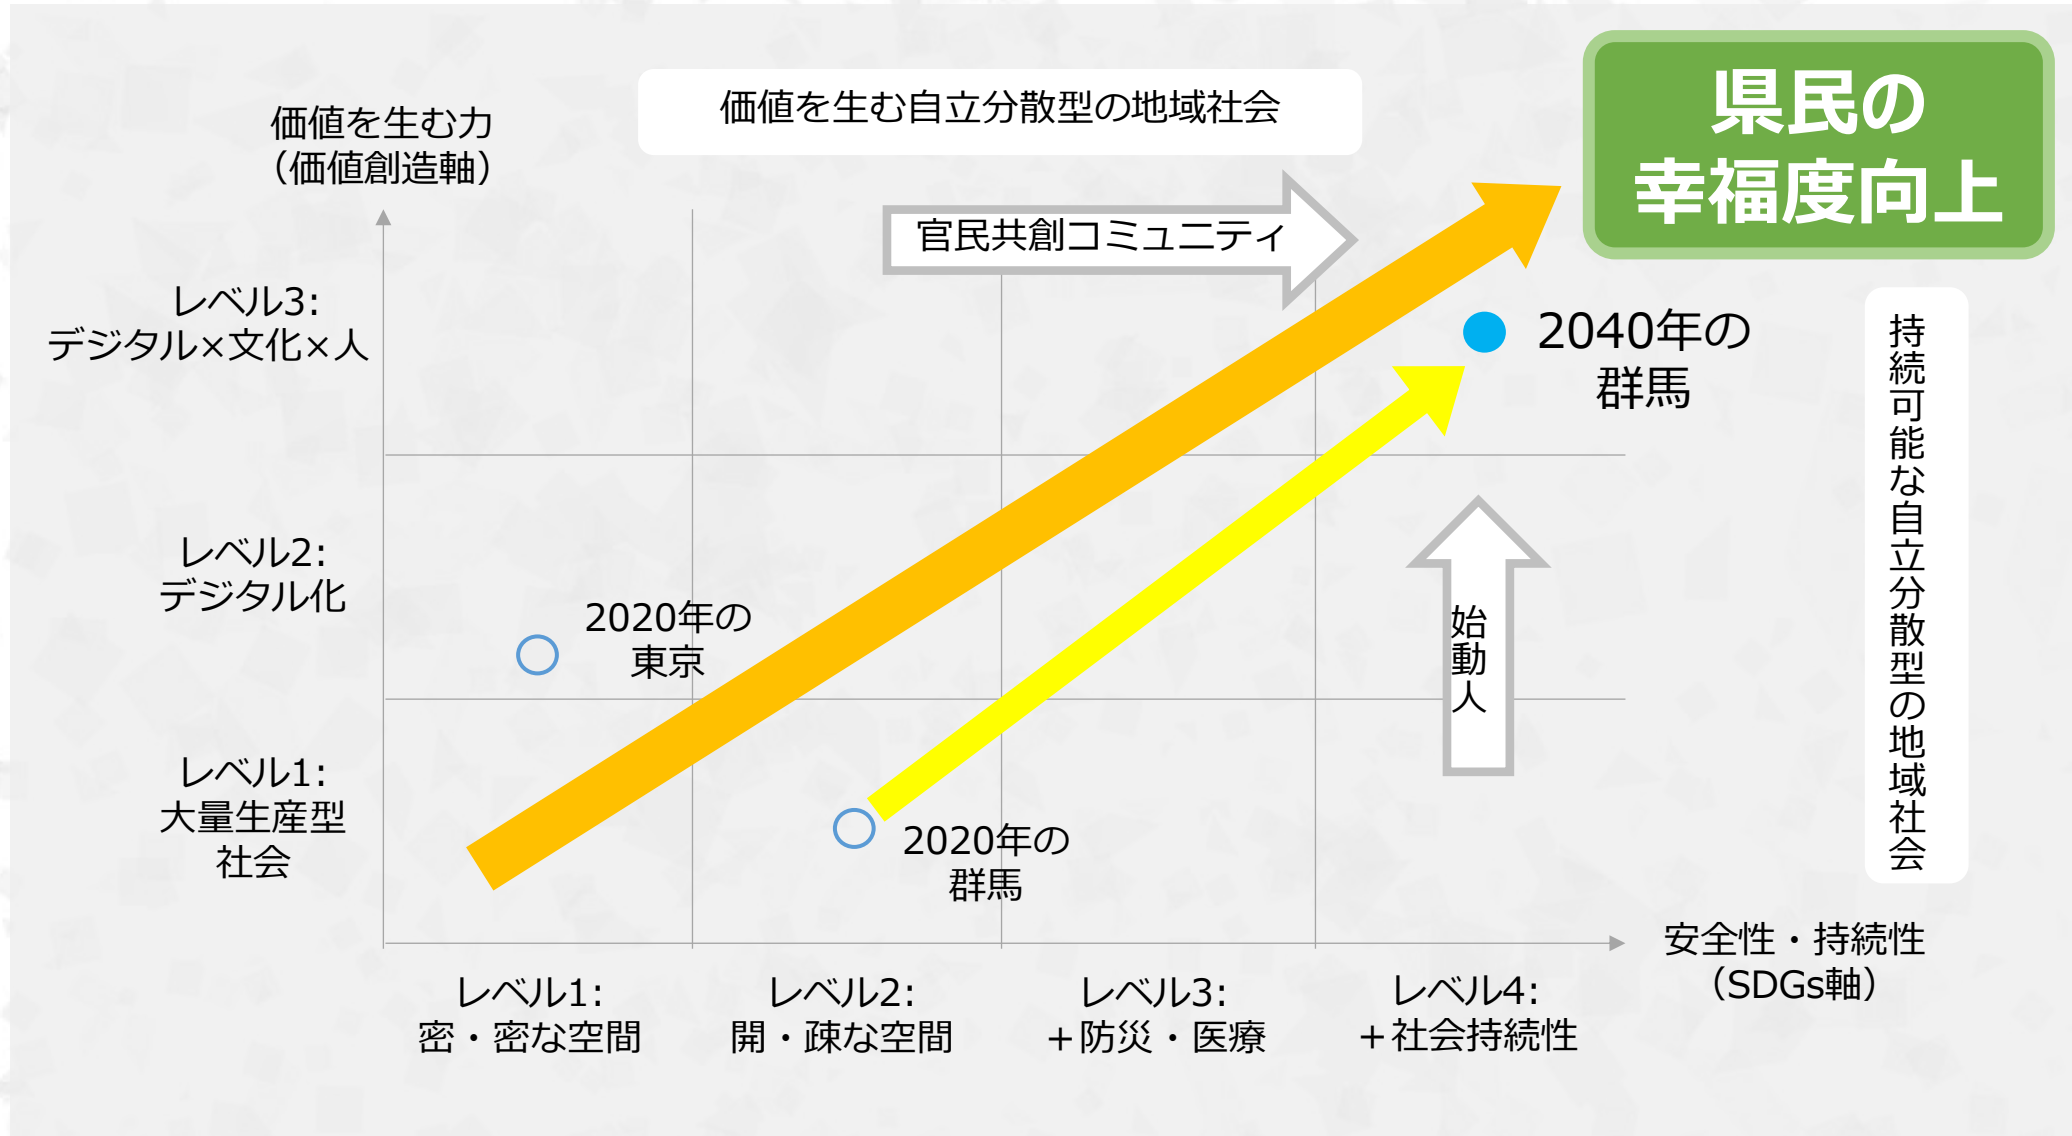 県民の
幸福度向上
価値を生む自立分散型の地域社会
価値を生む力
（価値創造軸）
官民共創コミュニティ
レベル3:
デジタル×文化×人
2040年の
群馬
持続可能な自立分散型の地域社会
レベル2:
デジタル化
2020年の
東京
始動人
レベル1:
大量生産型
社会
2020年の
群馬
安全性・持続性
（SDGs軸）
レベル1:
密・密な空間
レベル2:
開・疎な空間
レベル3:
＋防災・医療
レベル4:
＋社会持続性